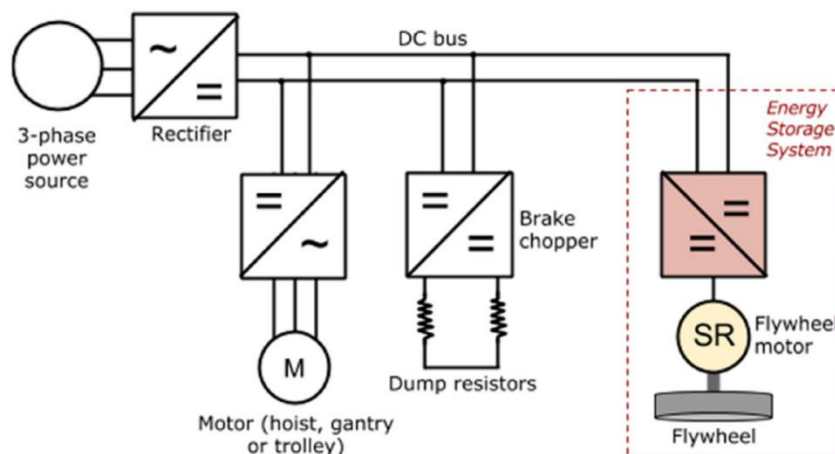 DC bus
~
=
3-phase
power
source
Rectifier
Energy
Storage
System
=
~
=
=
Brake
chopper
=
=
M
Dump resistors
SR
Flywheel
motor
Motor (hoist, gantry
or trolley)
Flywheel